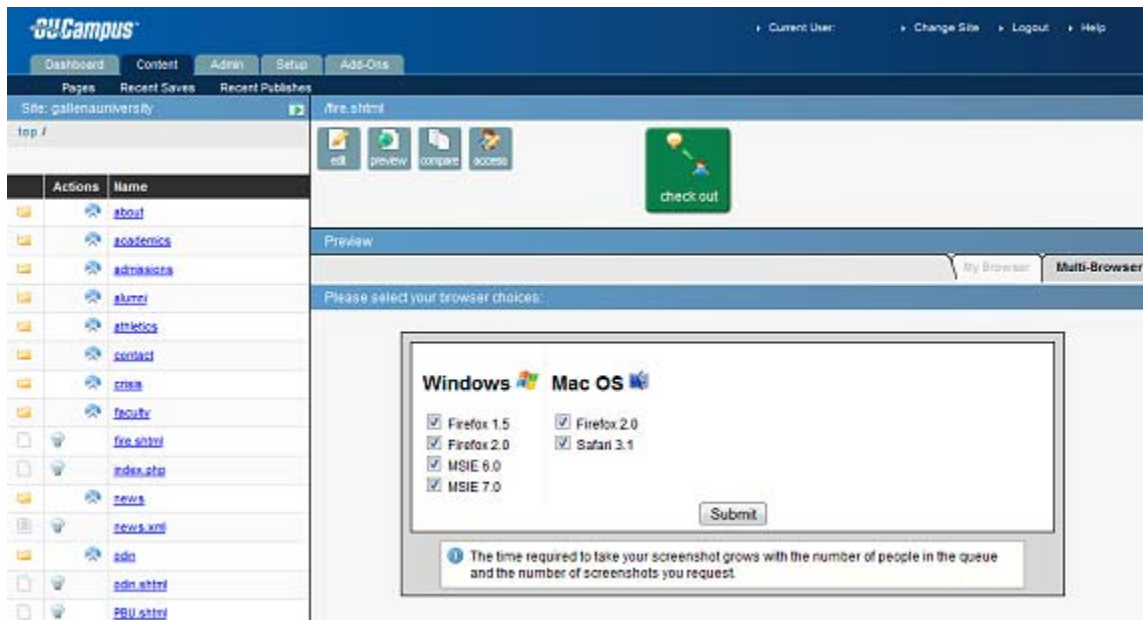 OUCampus
Current User: Change Site Logout Help
Dashboard Content Admin Setup Add-Ons
Pages Recent Saves Recent Publishes
Site: gallenauniversity
/fire.shtml
top /
edit preview compare access
check out
Actions Name
about
academics
admissions
alumni
athletics
contact
crisis
faculty
fire.shtml
index.php
news
news.xml
odin
odin.shtml
PBU.shtml
Preview
My Browser Multi-Browser
Please select your browser choices:
Windows Mac OS
Firefox 1.5 Firefox 2.0
Firefox 2.0 Safari 3.1
MSIE 6.0
MSIE 7.0
Submit
The time required to take your screenshot grows with the number of people in the queue
and the number of screenshots you request.